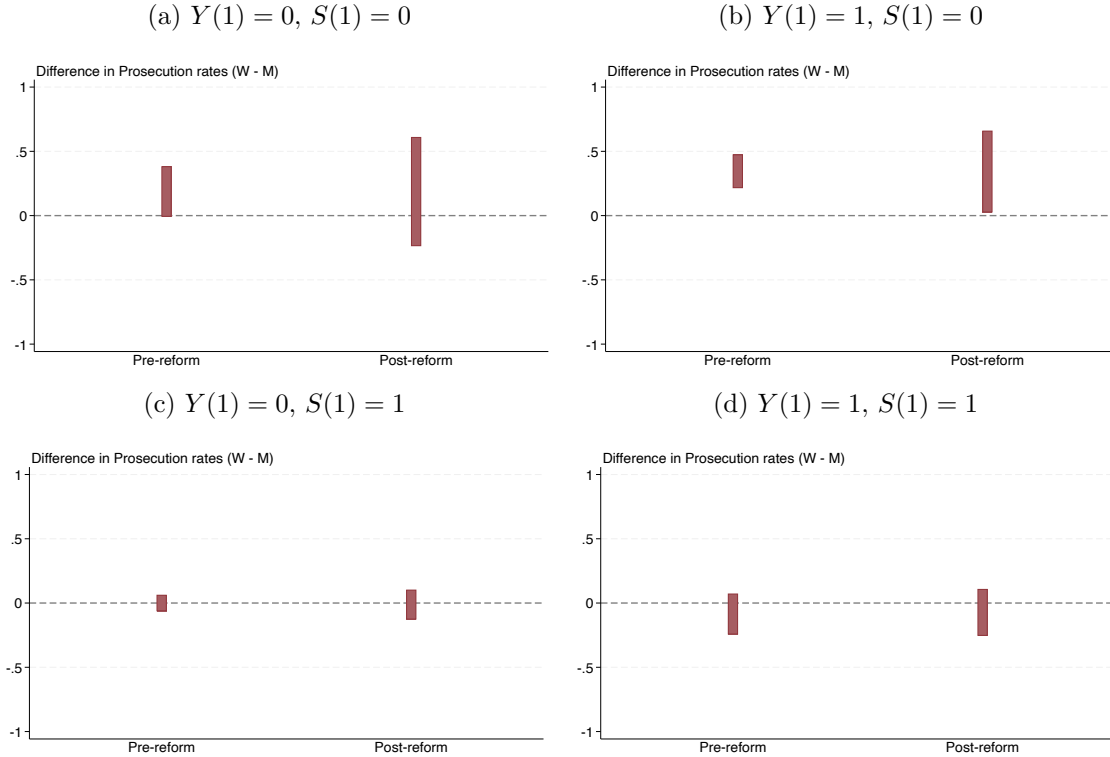 (a) Y(1) = 0, S(1) = 0
Difference in Prosecution rates (W - M)
1
.5
0
-.5
-1
Pre-reform Post-reform
(b) Y(1) = 1, S(1) = 0
Difference in Prosecution rates (W - M)
1
.5
0
-.5
-1
Pre-reform Post-reform
(c) Y(1) = 0, S(1) = 1
Difference in Prosecution rates (W - M)
1
.5
0
-.5
-1
Pre-reform Post-reform
(d) Y(1) = 1, S(1) = 1
Difference in Prosecution rates (W - M)
1
.5
0
-.5
-1
Pre-reform Post-reform